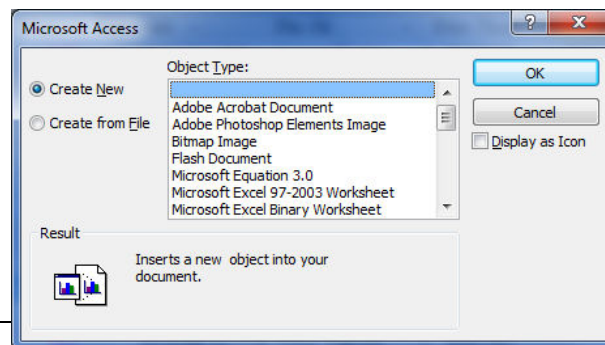 Microsoft Access
Object Type:
Create New
Create from File
Adobe Acrobat Document
Adobe Photoshop Elements Image
Bitmap Image
Flash Document
Microsoft Equation 3.0
Microsoft Excel 97-2003 Worksheet
Microsoft Excel Binary Worksheet
OK
Cancel
Display as Icon
Result
Inserts a new object into your
document.